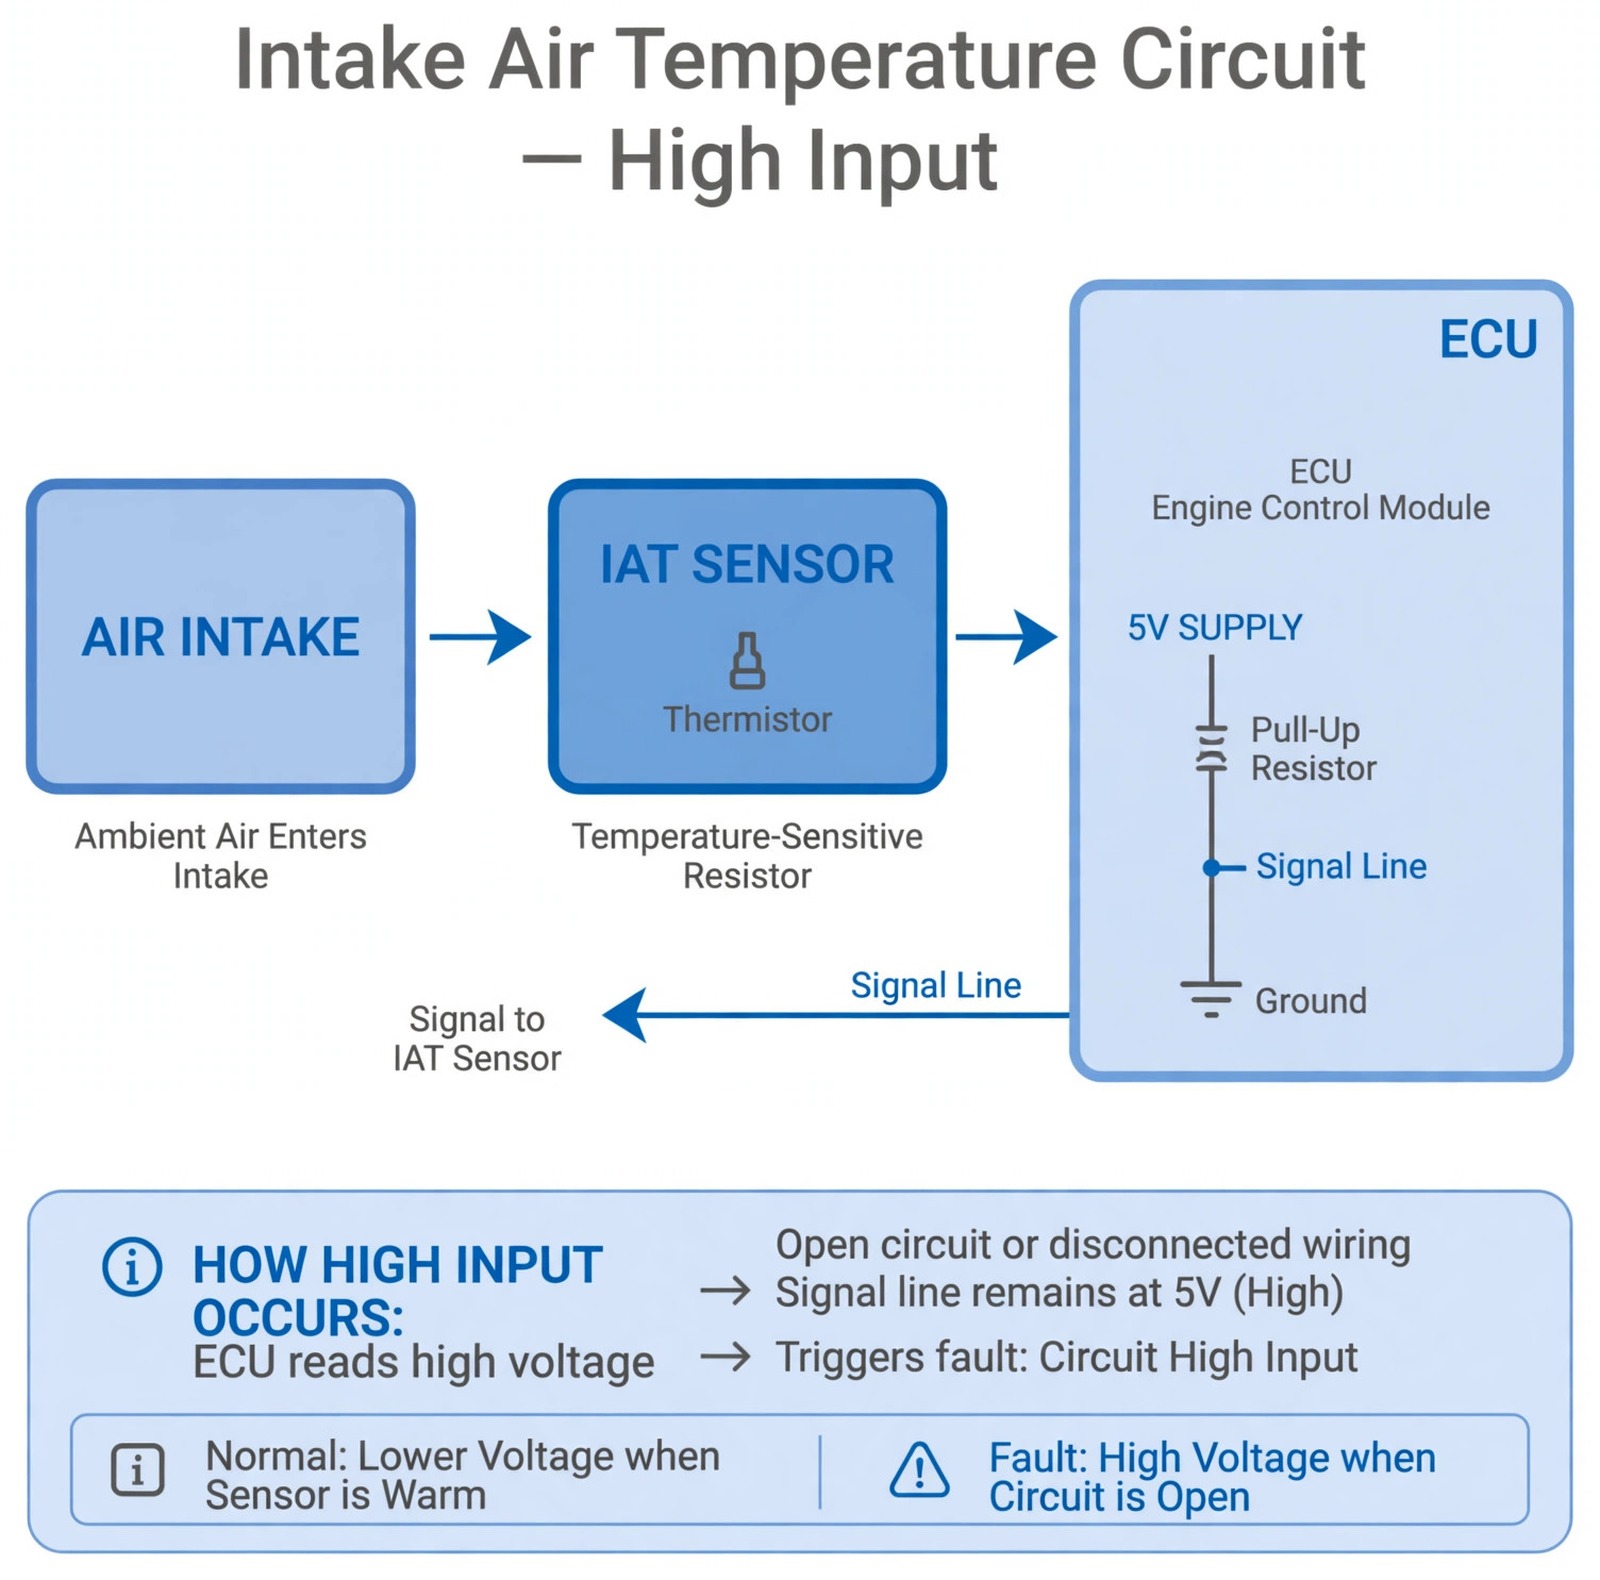 Intake Air Temperature Circuit
— High Input
ECU
ECU
Engine Control Module
AIR INTAKE
Ambient Air Enters
Intake
IAT SENSOR
Thermistor
Temperature-Sensitive
Resistor
5V SUPPLY
Pull-Up
Resistor
Signal Line
Ground
Signal Line
Signal to
IAT Sensor
HOW HIGH INPUT
OCCURS:
ECU reads high voltage
Open circuit or disconnected wiring
→ Signal line remains at 5V (High)
→ Triggers fault: Circuit High Input
Normal: Lower Voltage when
Sensor is Warm
Fault: High Voltage when
Circuit is Open